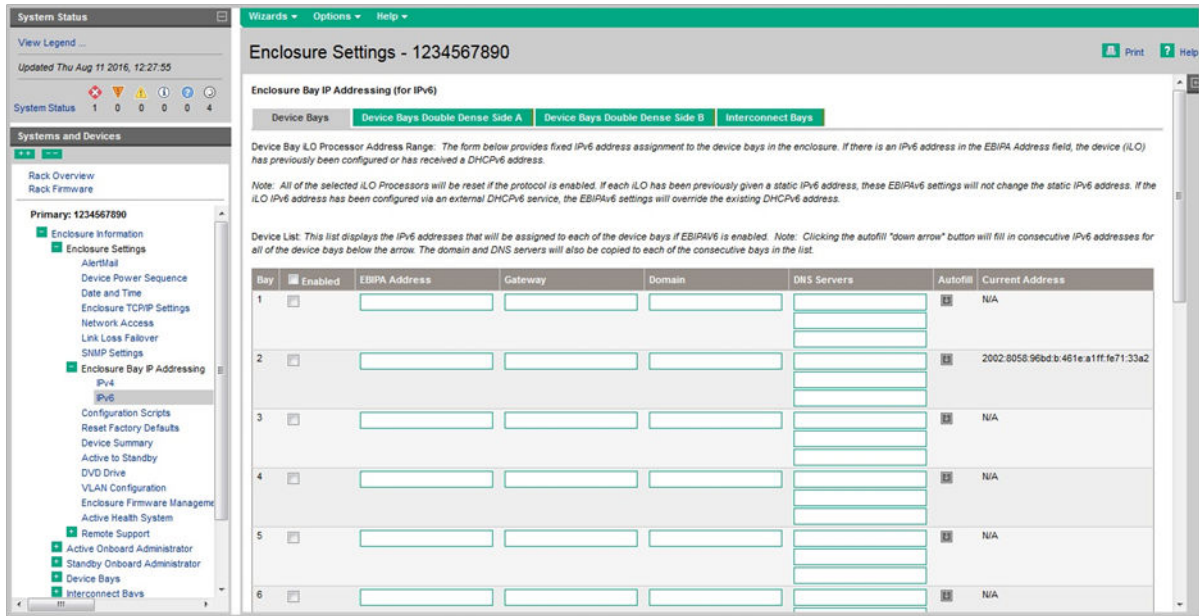 System Status
View Legend ...
Updated Thu Aug 11 2016, 12:27:55
System Status 1 0 0 0 0 4
Systems and Devices
Rack Overview
Rack Firmware
Primary: 1234567890
Enclosure Information
Enclosure Settings
AlertMail
Device Power Sequence
Date and Time
Enclosure TCP/IP Settings
Network Access
Link Loss Failover
SNMP Settings
Enclosure Bay IP Addressing
IPv4
IPv6
Configuration Scripts
Reset Factory Defaults
Device Summary
Active to Standby
DVD Drive
VLAN Configuration
Enclosure Firmware Manageme
Active Health System
Remote Support
Active Onboard Administrator
Standby Onboard Administrator
Device Bays
Interconnect Bays
Wizards Options Help
Enclosure Settings - 1234567890
Print Help
Enclosure Bay IP Addressing (for IPv6)
Device Bays Device Bays Double Dense Side A Device Bays Double Dense Side B Interconnect Bays
Device Bay iLO Processor Address Range: The form below provides fixed IPv6 address assignment to the device bays in the enclosure. If there is an IPv6 address in the EBIPA Address field, the device (iLO)
has previously been configured or has received a DHCPv6 address.
Note: All of the selected iLO Processors will be reset if the protocol is enabled. If each iLO has been previously given a static IPv6 address, these EBIPAv6 settings will not change the static IPv6 address. If the
iLO IPv6 address has been configured via an external DHCPv6 service, the EBIPAv6 settings will override the existing DHCPv6 address.
Device List: This list displays the IPv6 addresses that will be assigned to each of the device bays if EBIPAV6 is enabled. Note: Clicking the autofill "down arrow" button will fill in consecutive IPv6 addresses for
all of the device bays below the arrow. The domain and DNS servers will also be copied to each of the consecutive bays in the list.
Bay Enabled EBIPA Address Gateway Domain DNS Servers Autofill Current Address
1 N/A
2 2002:8058:96bd:b:461e:a1ff:fe71:33a2
3 N/A
4 N/A
5 N/A
6 N/A